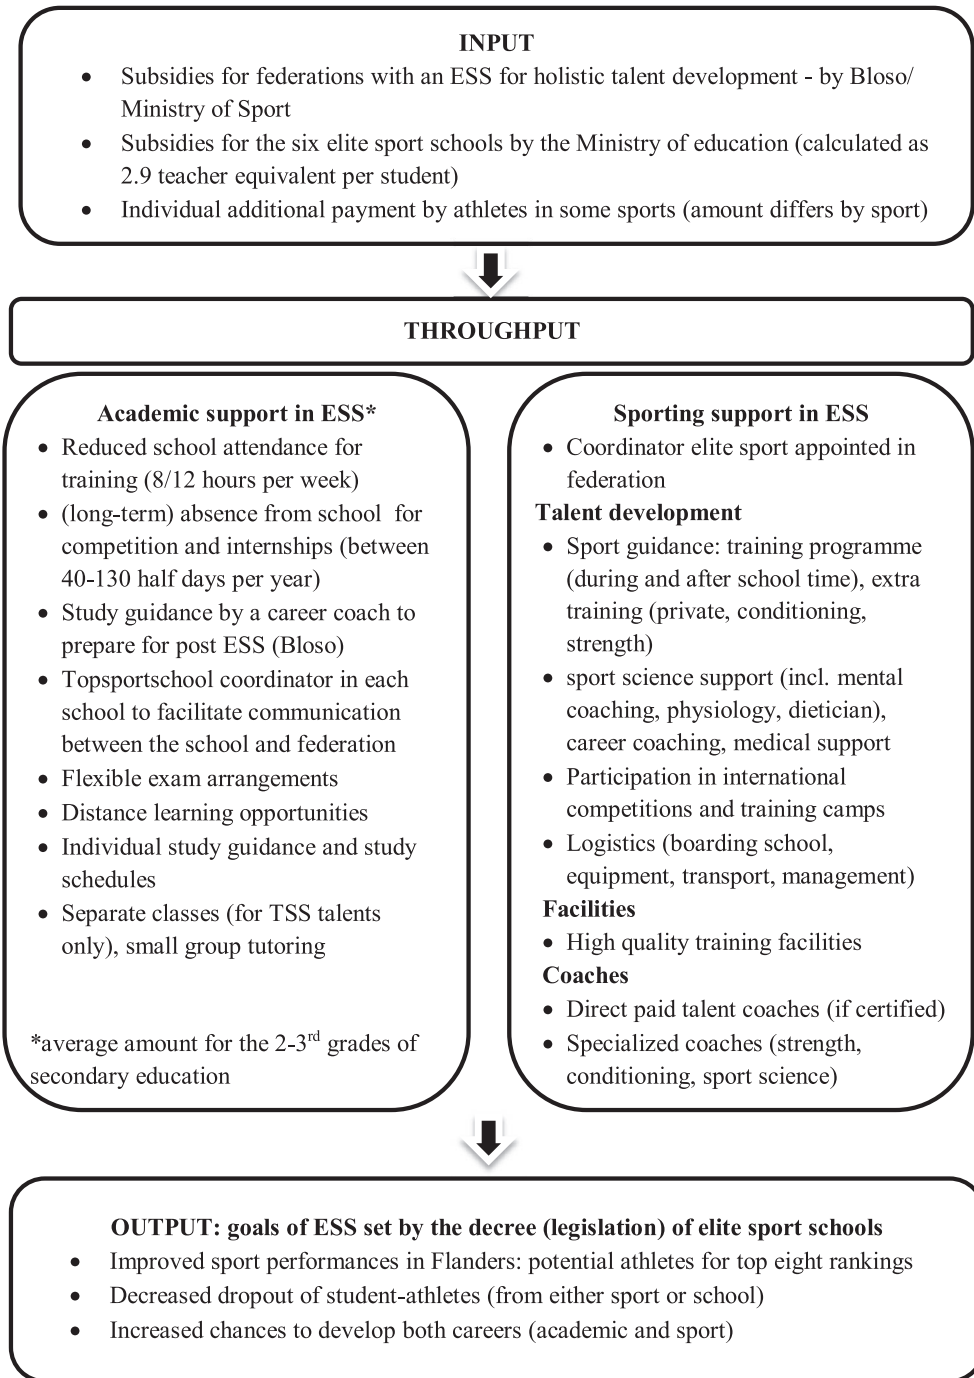 INPUT
• Subsidies for federations with an ESS for holistic talent development - by Bloso/
Ministry of Sport
• Subsidies for the six elite sport schools by the Ministry of education (calculated as
2.9 teacher equivalent per student)
• Individual additional payment by athletes in some sports (amount differs by sport)
THROUGHPUT
Academic support in ESS*
• Reduced school attendance for
training (8/12 hours per week)
• (long-term) absence from school for
competition and internships (between
40-130 half days per year)
• Study guidance by a career coach to
prepare for post ESS (Bloso)
• Topsportschool coordinator in each
school to facilitate communication
between the school and federation
• Flexible exam arrangements
• Distance learning opportunities
• Individual study guidance and study
schedules
• Separate classes (for TSS talents
only), small group tutoring
*average amount for the 2-3rd grades of
secondary education
Sporting support in ESS
• Coordinator elite sport appointed in
federation
Talent development
• Sport guidance: training programme
(during and after school time), extra
training (private, conditioning,
strength)
• sport science support (incl. mental
coaching, physiology, dietician),
career coaching, medical support
• Participation in international
competitions and training camps
• Logistics (boarding school,
equipment, transport, management)
Facilities
• High quality training facilities
Coaches
• Direct paid talent coaches (if certified)
• Specialized coaches (strength,
conditioning, sport science)
OUTPUT: goals of ESS set by the decree (legislation) of elite sport schools
• Improved sport performances in Flanders: potential athletes for top eight rankings
• Decreased dropout of student-athletes (from either sport or school)
• Increased chances to develop both careers (academic and sport)